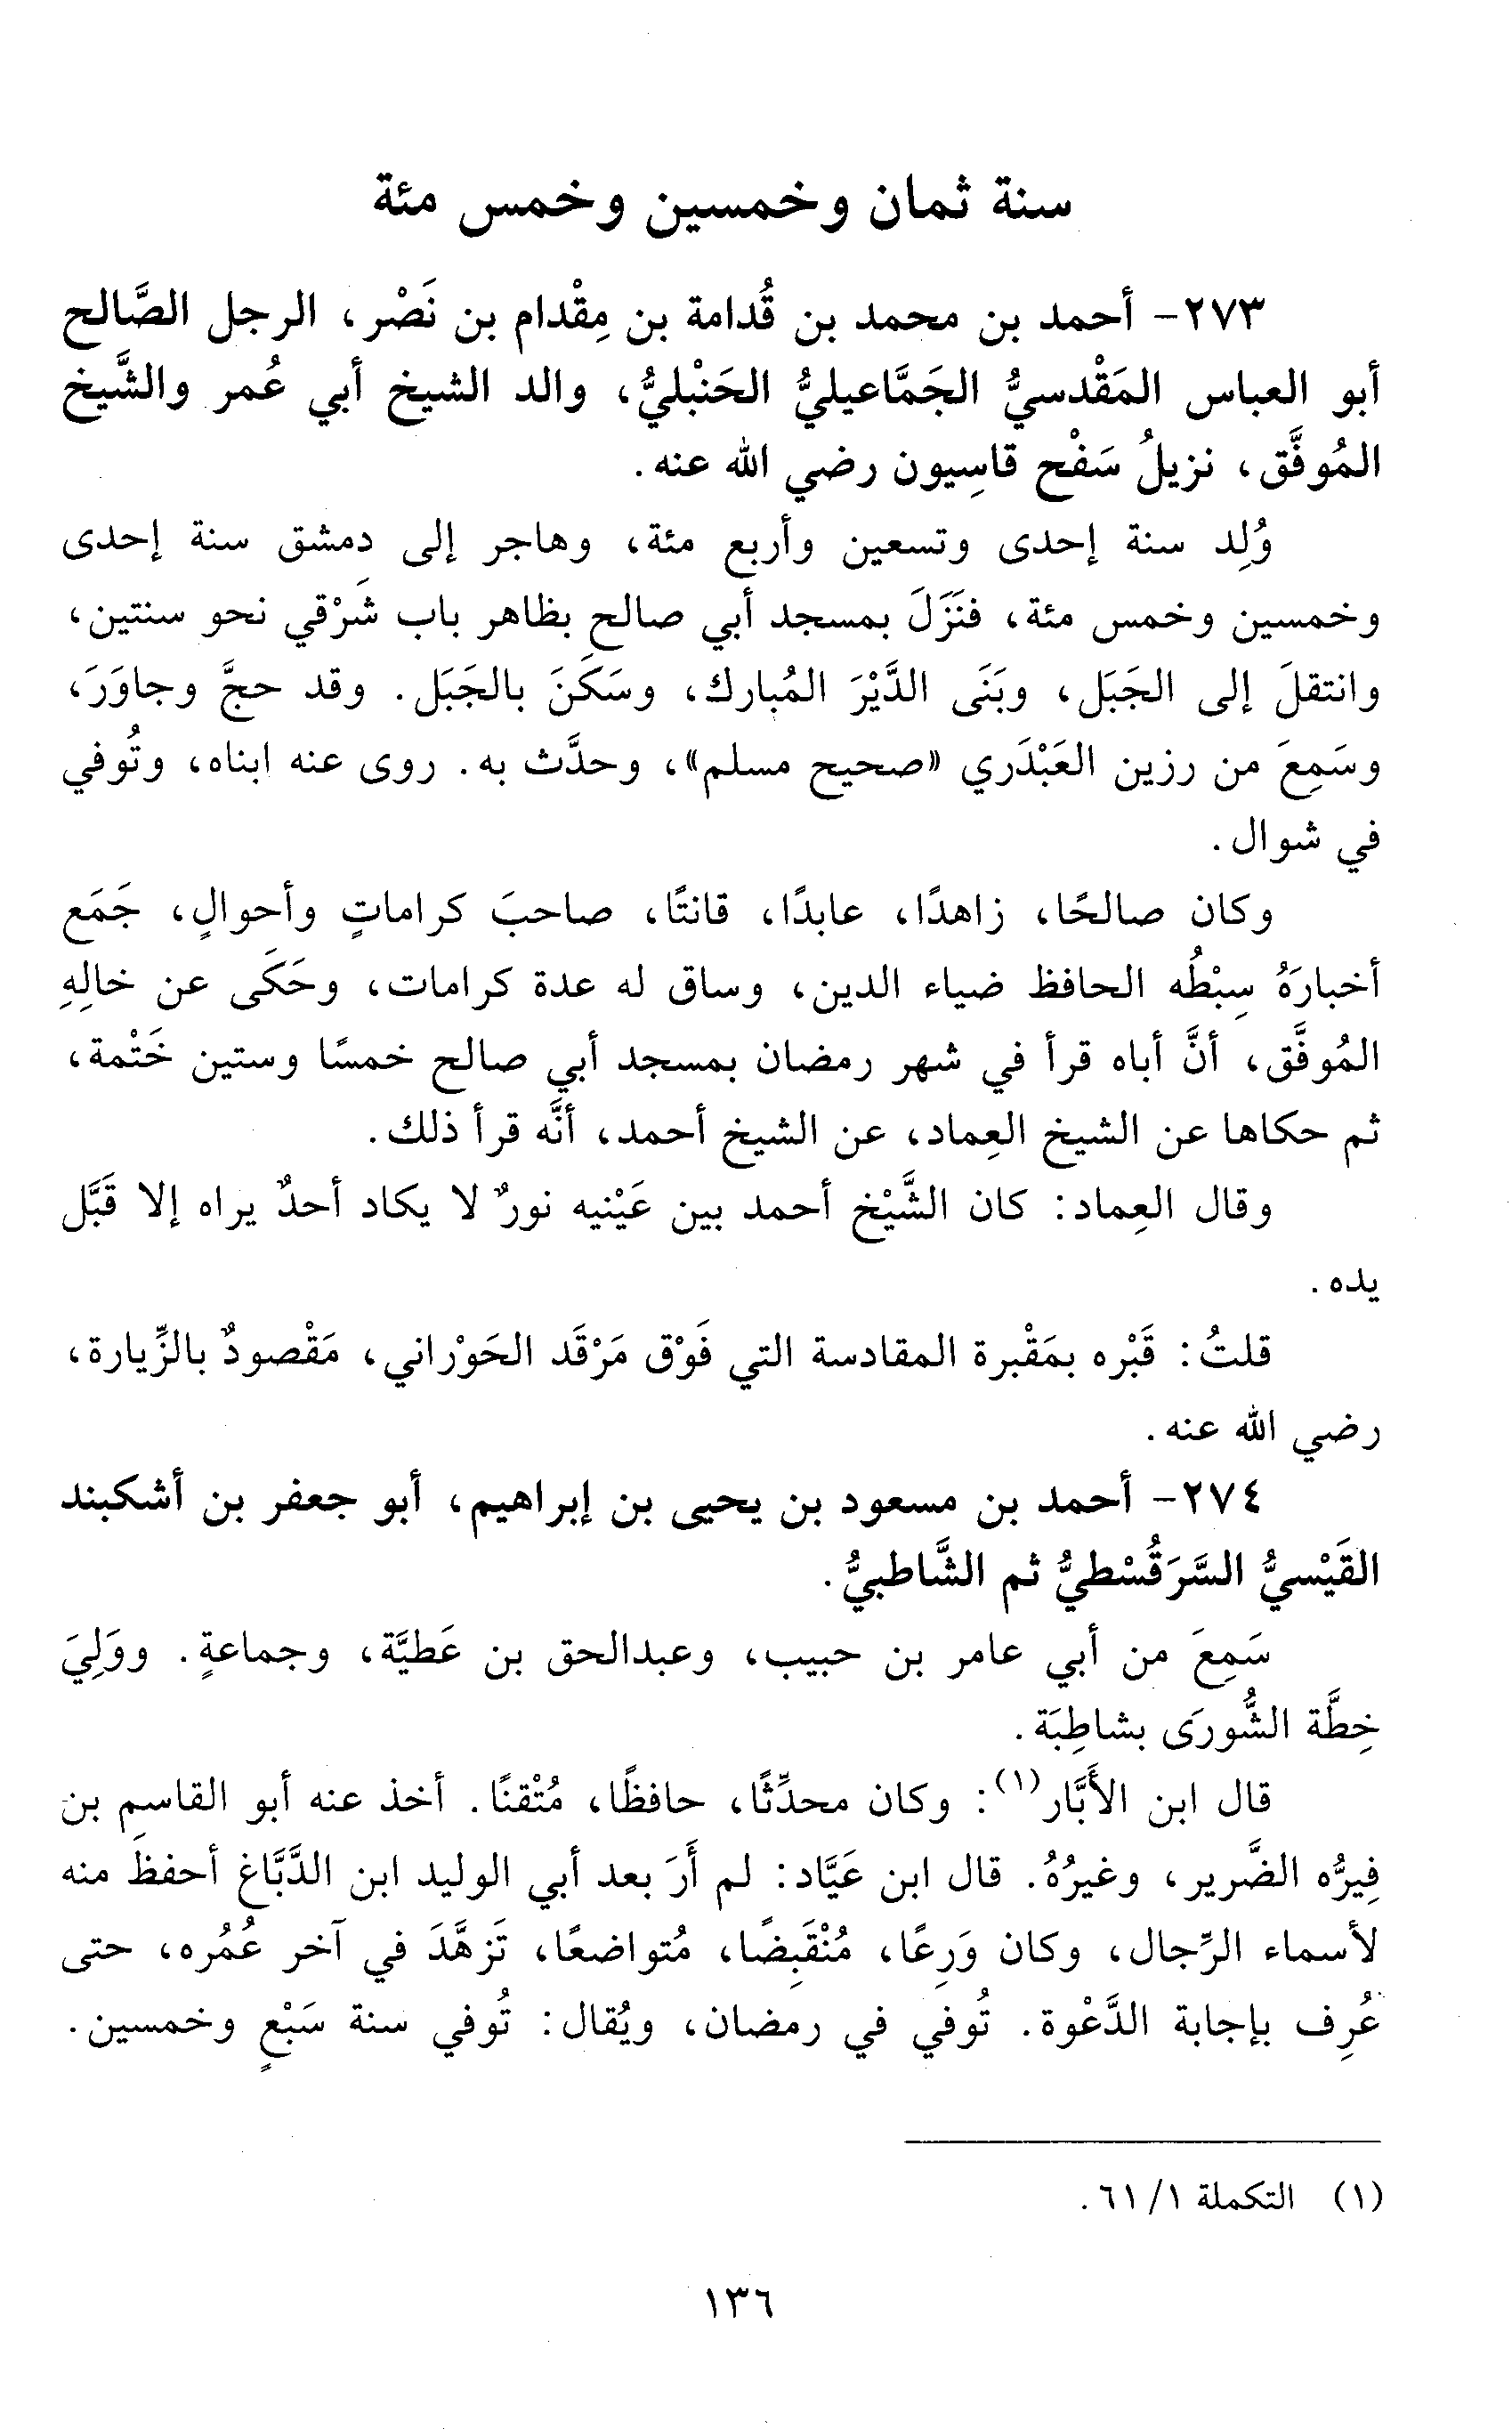 سنة ثمان وخمسين وخمس مئة
٢٧٣- أحمد بن محمد بن قُدامة بن مِقْدام بن نَصْر، الرجل الصَّالح
أبو العباس المَقْدسيُّ الجَمَّاعيليُّ الحَنْبليُّ، والد الشيخ أبي عُمر والشَّيخ
المُوفَّق، نزيلُ سَفْح قاسِيون رضي الله عنه.
وُلِد سنة إحدى وتسعين وأربع مئة، وهاجر إلى دمشق سنة إحدى
وخمسين وخمس مئة، فنَزَلَ بمسجد أبي صالح بظاهر باب شَرْقي نحو سنتين،
وانتقلَ إلى الجَبَل، وبَنَى الدَّيْرَ المُبارك، وسَكَنَ بالجَبَل. وقد حجَّ وجاوَرَ،
وسَمِعَ من رزين العَبْدَري «صحيح مسلم»، وحدَّث به. روى عنه ابناه، وتُوفي
في شوال.
وكان صالحًا، زاهدًا، عابدًا، قانتًا، صاحبَ كراماتٍ وأحوالٍ، جَمَع
أخبارَهُ سِبْطُه الحافظ ضياء الدين، وساق له عدة كرامات، وحَكَى عن خالِهِ
المُوفَّق، أنَّ أباه قرأ في شهر رمضان بمسجد أبي صالح خمسًا وستين خَتْمة،
ثم حكاها عن الشيخ العِماد، عن الشيخ أحمد، أنَّه قرأ ذلك.
وقال العِماد: كان الشَّيْخ أحمد بين عَيْنيه نورٌ لا يكاد أحدٌ يراه إلا قَبَّل
يده.
قلتُ: قَبْره بمَقْبرة المقادسة التي فَوْق مَرْقَد الحَوْراني، مَقْصودٌ بالزِّيارة،
رضي الله عنه.
٢٧٤- أحمد بن مسعود بن يحيى بن إبراهيم، أبو جعفر بن أشكبند
القَيْسيُّ السَّرَقُسْطيُّ ثم الشَّاطبيُّ.
سَمِعَ من أبي عامر بن حبيب، وعبدالحق بن عَطيَّة، وجماعةٍ. ووَلِيَ
خِطَّة الشُّورَى بشاطِبَة.
قال ابن الأَبَّار(١): وكان محدِّثًا، حافظًا، مُتْقنًا. أخذ عنه أبو القاسم بن
فِيرُّه الضَّرير، وغيرُهُ. قال ابن عَيَّاد: لم أَرَ بعد أبي الوليد ابن الدَّبَّاغ أحفظَ منه
لأسماء الرِّجال، وكان وَرِعًا، مُنْقَبِضًا، مُتواضعًا، تَزهَّدَ في آخر عُمُره، حتى
عُرِف بإجابة الدَّعْوة. تُوفي في رمضان، ويُقال: تُوفي سنة سَبْعٍ وخمسين.
(١) التكملة ١/ ٦١.
١٣٦